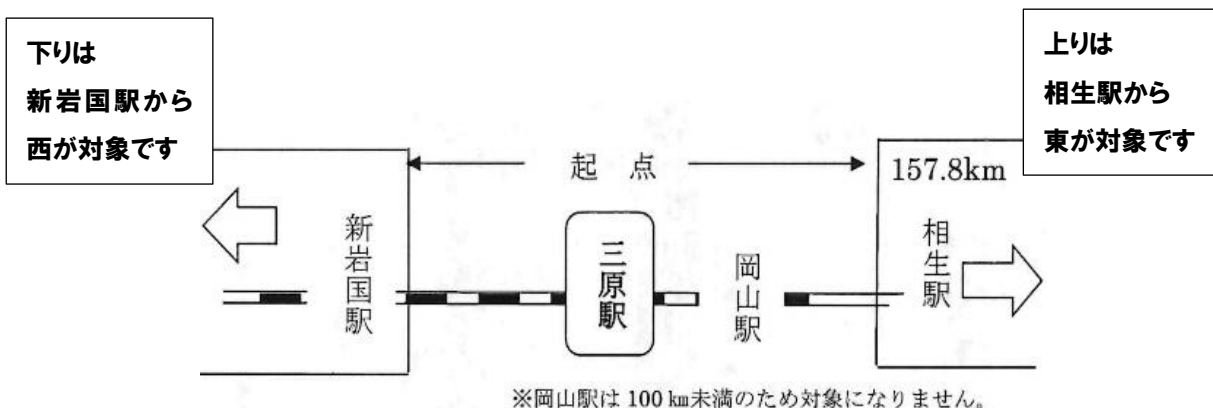 下りは
新岩国駅から
西が対象です
上りは
相生駅から
東が対象です
起 点
157.8km
新岩国駅
三原駅
岡山駅
相生駅
※岡山駅は 100 ㎞未満のため対象になりません。